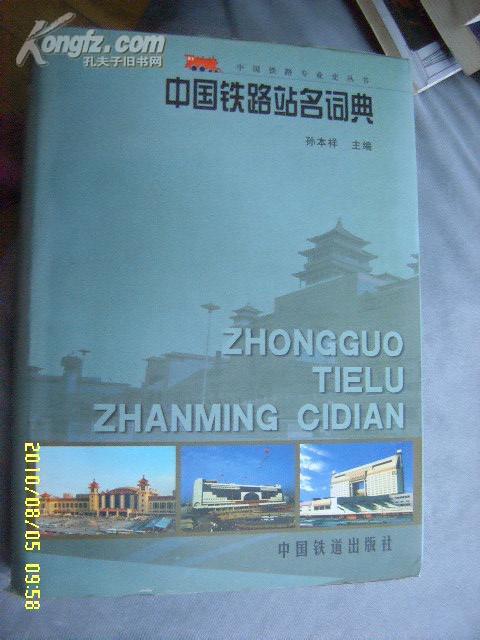 Kongfz.com
孔夫子旧书网
中国铁路专业史丛书
中国铁路站名词典
孙本祥 主编
ZHONGGUO
TIELU
ZHANMING CIDIAN
中国铁道出版社
2010/08/05 09:58